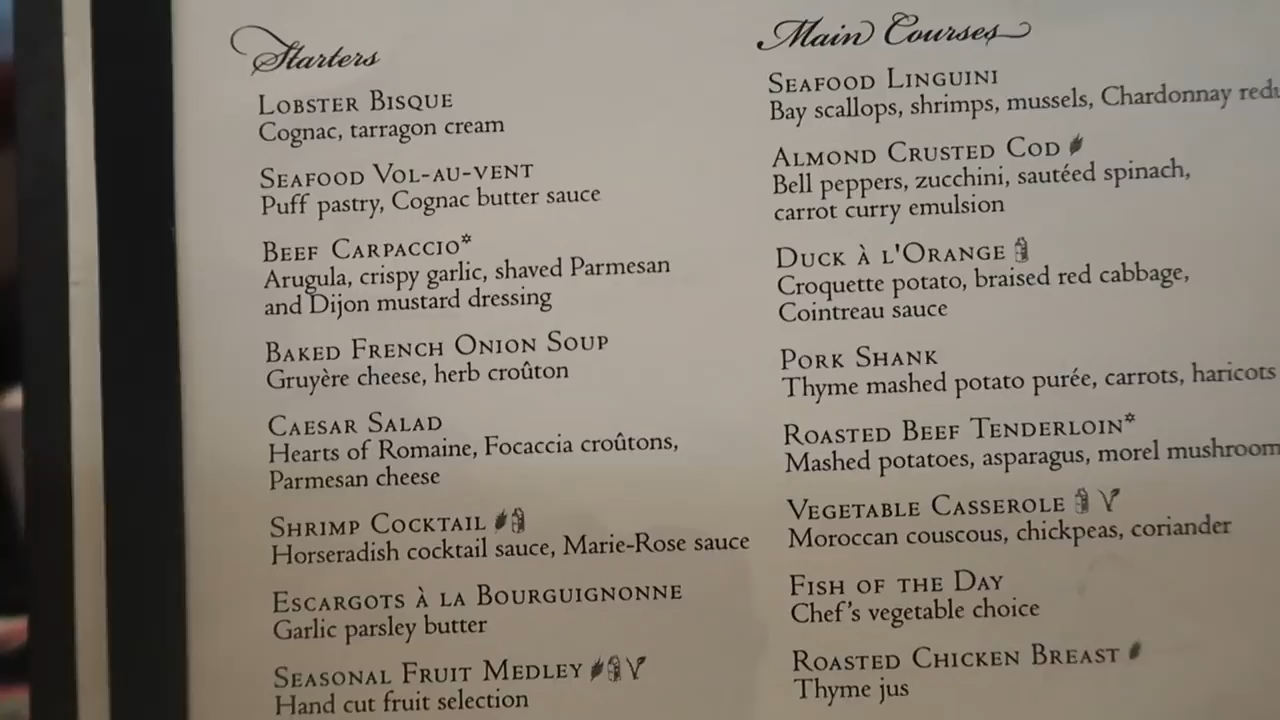 Starters
LOBSTER BISQUE
Cognac, tarragon cream
SEAFOOD VOL-AU-VENT
Puff pastry, Cognac butter sauce
BEEF CARPACCIO*
Arugula, crispy garlic, shaved Parmesan
and Dijon mustard dressing
BAKED FRENCH ONION SOUP
Gruyère cheese, herb croûton
CAESAR SALAD
Hearts of Romaine, Focaccia croûtons,
Parmesan cheese
SHRIMP COCKTAIL
Horseradish cocktail sauce, Marie-Rose sauce
ESCARGOTS À LA BOURGUIGNONNE
Garlic parsley butter
SEASONAL FRUIT MEDLEY
Hand cut fruit selection
Main Courses
SEAFOOD LINGUINI
Bay scallops, shrimps, mussels, Chardonnay
ALMOND CRUSTED COD
Bell peppers, zucchini, sautéed spinach,
carrot curry emulsion
DUCK À L'ORANGE
Croquette potato, braised red cabbage,
Cointreau sauce
PORK SHANK
Thyme mashed potato purée, carrots, haricots
ROASTED BEEF TENDERLOIN*
Mashed potatoes, asparagus, morel mushroom
VEGETABLE CASSEROLE
Moroccan couscous, chickpeas, coriander
FISH OF THE DAY
Chef's vegetable choice
ROASTED CHICKEN BREAST
Thyme jus